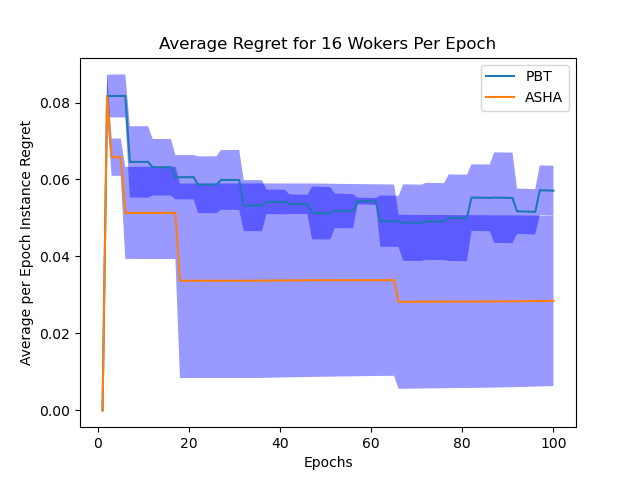 Average Regret for 16 Wokers Per Epoch
PBT
ASHA
Average per Epoch Instance Regret
0.08
0.06
0.04
0.02
0.00
0 20 40 60 80 100
Epochs